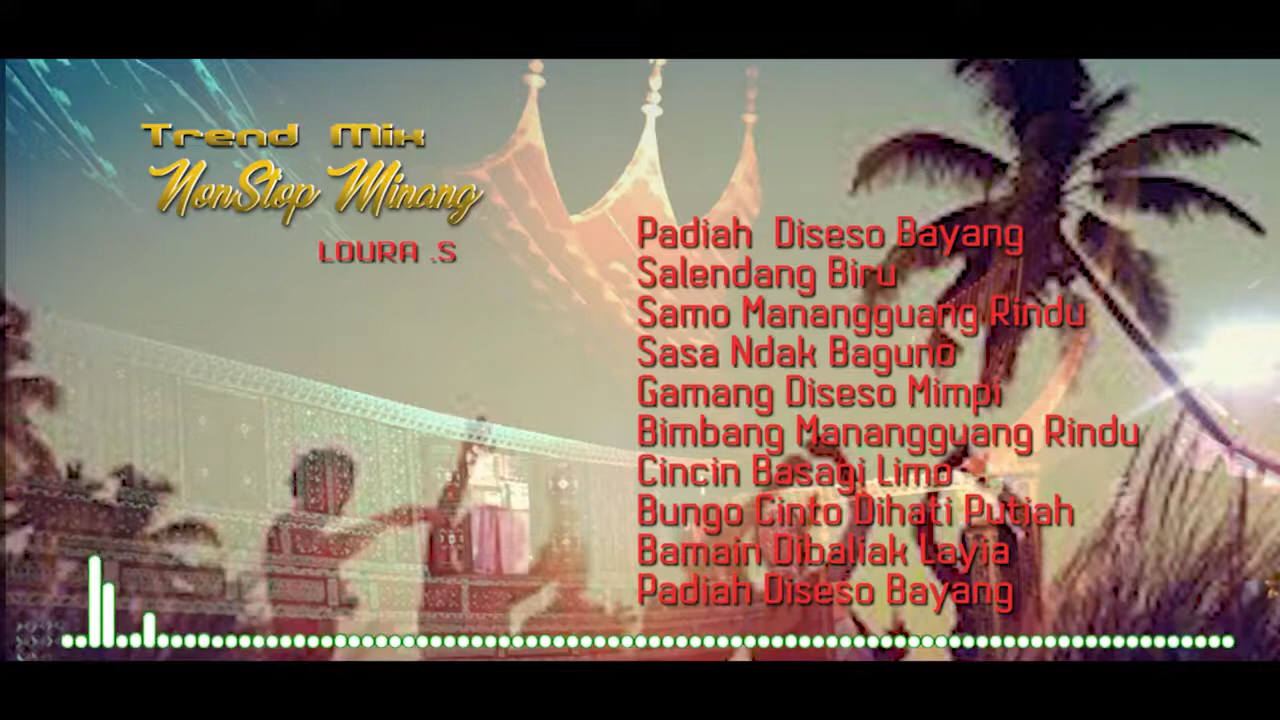 Trend Mix
NonStop Minang
LOURA .S
Padiah Diseso Bayang
Salendang Biru
Samo Manangguang Rindu
Sasa Ndak Baguno
Gamang Diseso Mimpi
Bimbang Manangguang Rindu
Cincin Basagi Limo
Bungo Cinto Dihati Putiah
Bamain Dibaliak Layia
Padiah Diseso Bayang